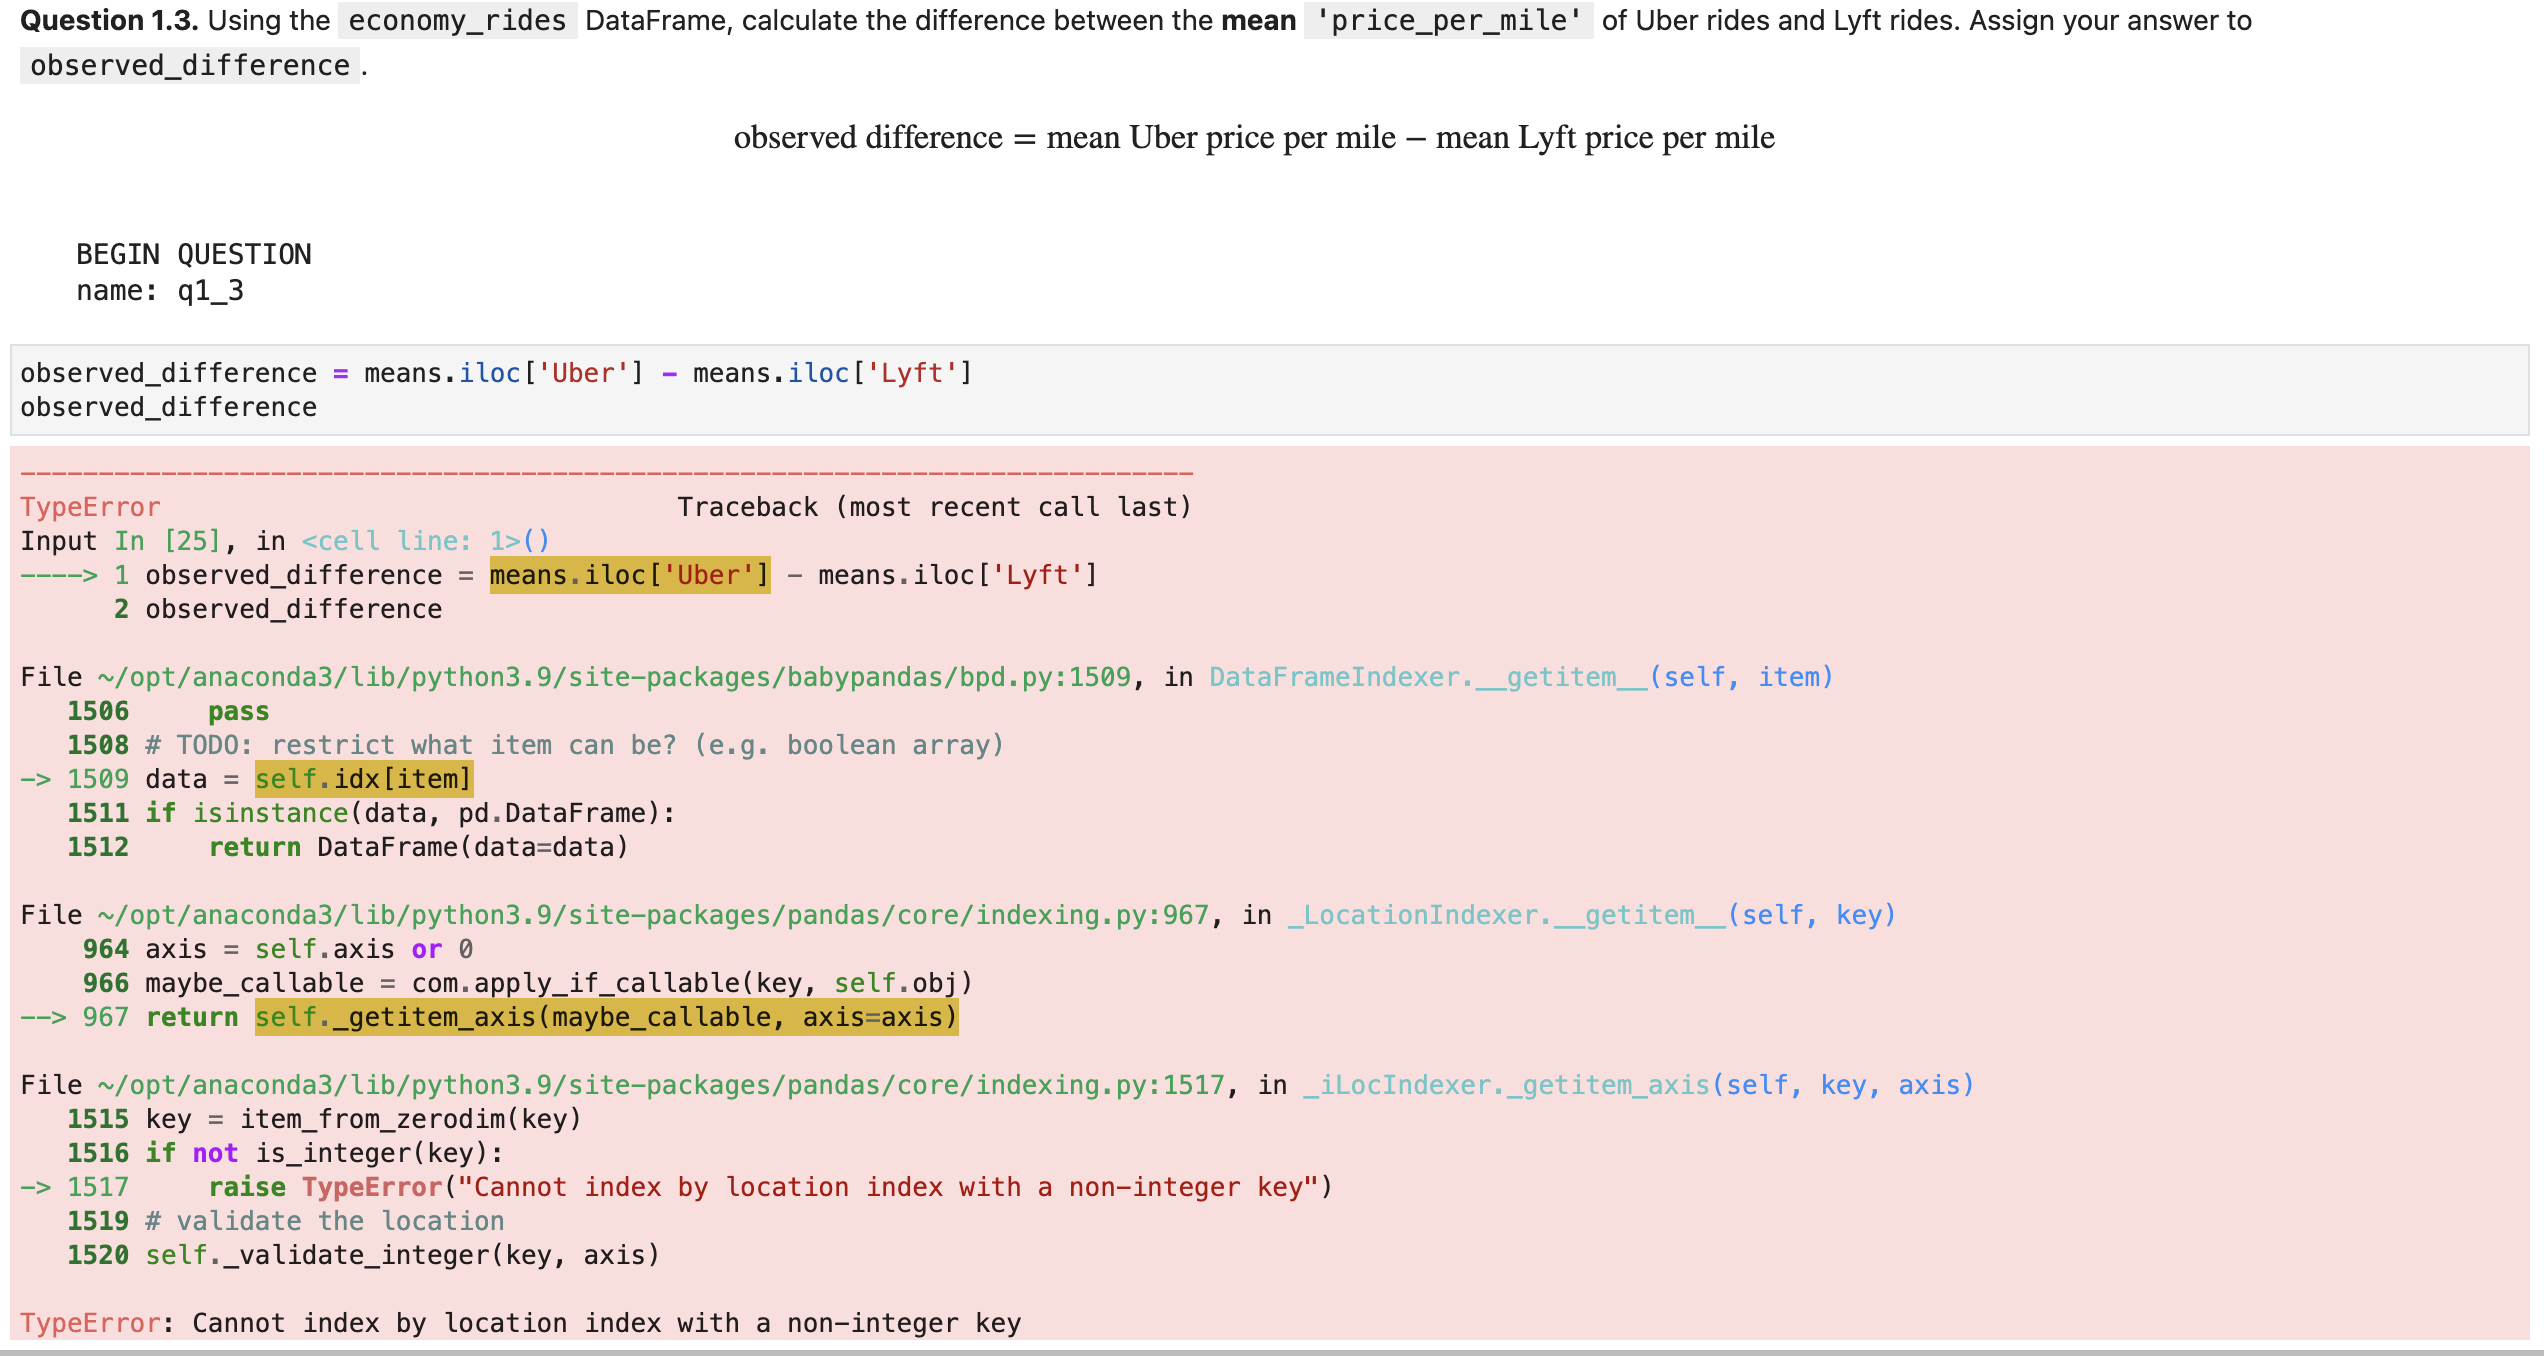 Question 1.3. Using the economy_rides DataFrame, calculate the difference between the mean 'price_per_mile' of Uber rides and Lyft rides. Assign your answer to
observed_difference.
observed difference = mean Uber price per mile − mean Lyft price per mile
BEGIN QUESTION
name: q1_3
observed_difference = means.iloc['Uber'] - means.iloc['Lyft']
observed_difference
---------------------------------------------------------------------------
TypeError                                 Traceback (most recent call last)
Input In [25], in <cell line: 1>()
----> 1 observed_difference = means.iloc['Uber'] - means.iloc['Lyft']
      2 observed_difference
File ~/opt/anaconda3/lib/python3.9/site-packages/babypandas/bpd.py:1509, in DataFrameIndexer.__getitem__(self, item)
   1506     pass
   1508 # TODO: restrict what item can be? (e.g. boolean array)
-> 1509 data = self.idx[item]
   1511 if isinstance(data, pd.DataFrame):
   1512     return DataFrame(data=data)
File ~/opt/anaconda3/lib/python3.9/site-packages/pandas/core/indexing.py:967, in _LocationIndexer.__getitem__(self, key)
    964 axis = self.axis or 0
    966 maybe_callable = com.apply_if_callable(key, self.obj)
--> 967 return self._getitem_axis(maybe_callable, axis=axis)
File ~/opt/anaconda3/lib/python3.9/site-packages/pandas/core/indexing.py:1517, in _iLocIndexer._getitem_axis(self, key, axis)
   1515 key = item_from_zerodim(key)
   1516 if not is_integer(key):
-> 1517     raise TypeError("Cannot index by location index with a non-integer key")
   1519 # validate the location
   1520 self._validate_integer(key, axis)
TypeError: Cannot index by location index with a non-integer key